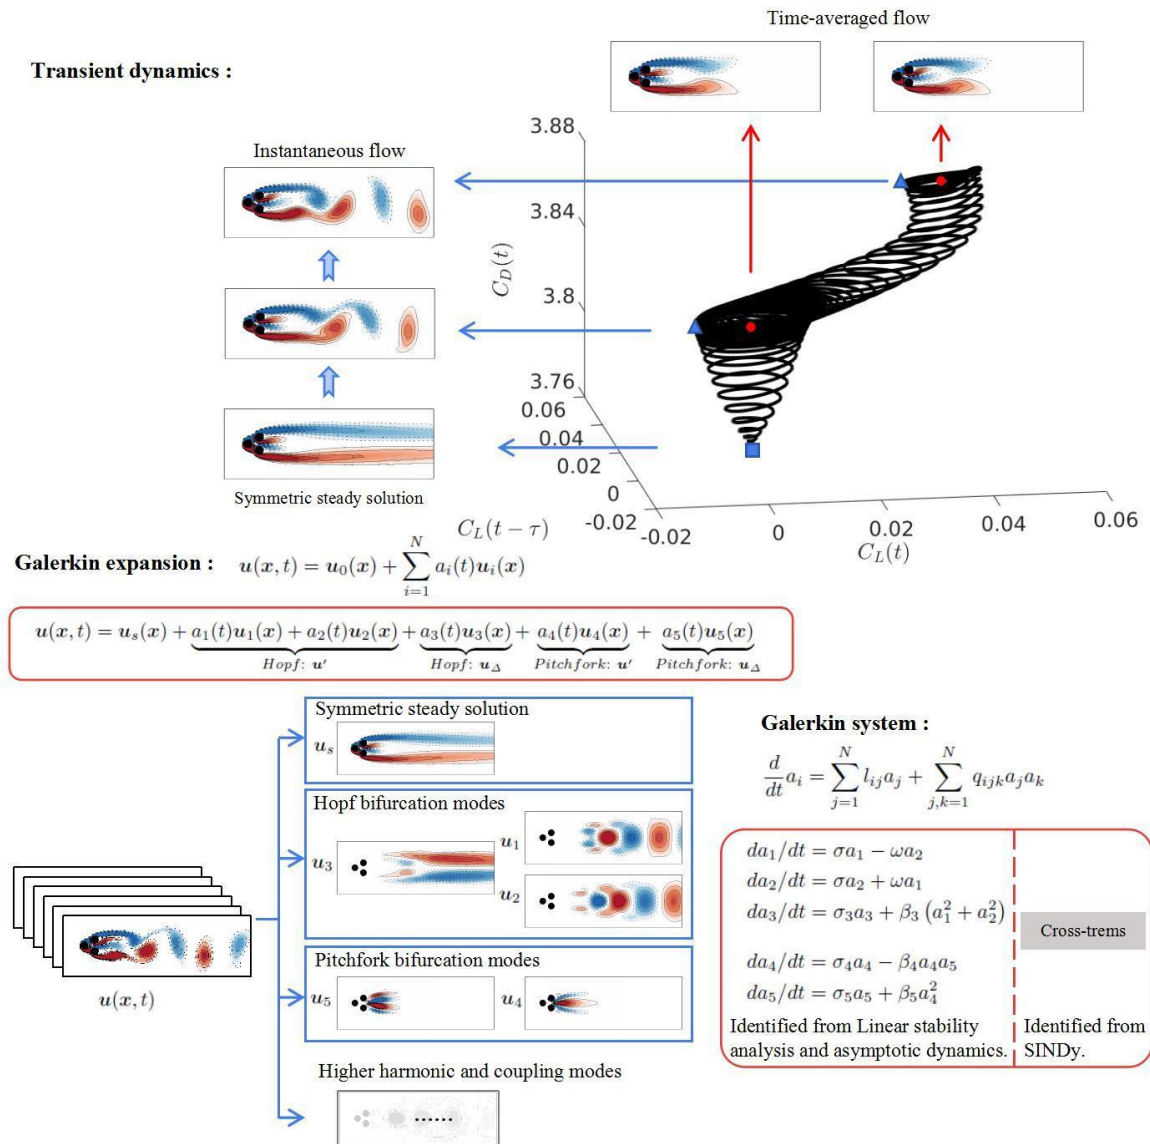 Time-averaged flow
Transient dynamics :
Instantaneous flow
Symmetric steady solution
3.88
3.84
3.8
3.76
C_D(t)
0.06
0.04
0.02
0
-0.02
C_L(t − τ)
-0.02
0
0.02
0.04
0.06
C_L(t)
Galerkin expansion : u(x, t) = u_0(x) + \sum_{i=1}^{N} a_i(t)u_i(x)
u(x, t) = u_s(x) + a_1(t)u_1(x) + a_2(t)u_2(x) + a_3(t)u_3(x) + a_4(t)u_4(x) + a_5(t)u_5(x)
Hopf: u′ Hopf: u_Δ Pitchfork: u′ Pitchfork: u_Δ
Symmetric steady solution
u_s
Hopf bifurcation modes
u_1
u_3
u_2
Pitchfork bifurcation modes
u_5
u_4
Higher harmonic and coupling modes
......
u(x, t)
Galerkin system :
\frac{d}{dt} a_i = \sum_{j=1}^{N} l_{ij}a_j + \sum_{j,k=1}^{N} q_{ijk}a_ja_k
da_1/dt = σa_1 − ωa_2
da_2/dt = σa_2 + ωa_1
da_3/dt = σ_3a_3 + β_3 (a_1^2 + a_2^2)
da_4/dt = σ_4a_4 − β_4a_4a_5
da_5/dt = σ_5a_5 + β_5a_4^2
Identified from Linear stability
analysis and asymptotic dynamics.
Cross-trems
Identified from
SINDy.